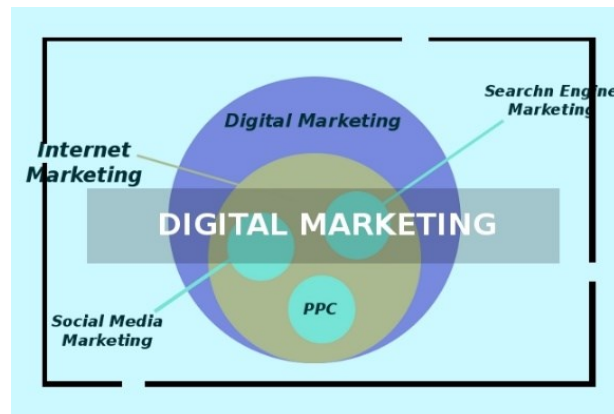 Digital Marketing
Searchn Engine
Marketing
Internet
Marketing
DIGITAL MARKETING
PPC
Social Media
Marketing